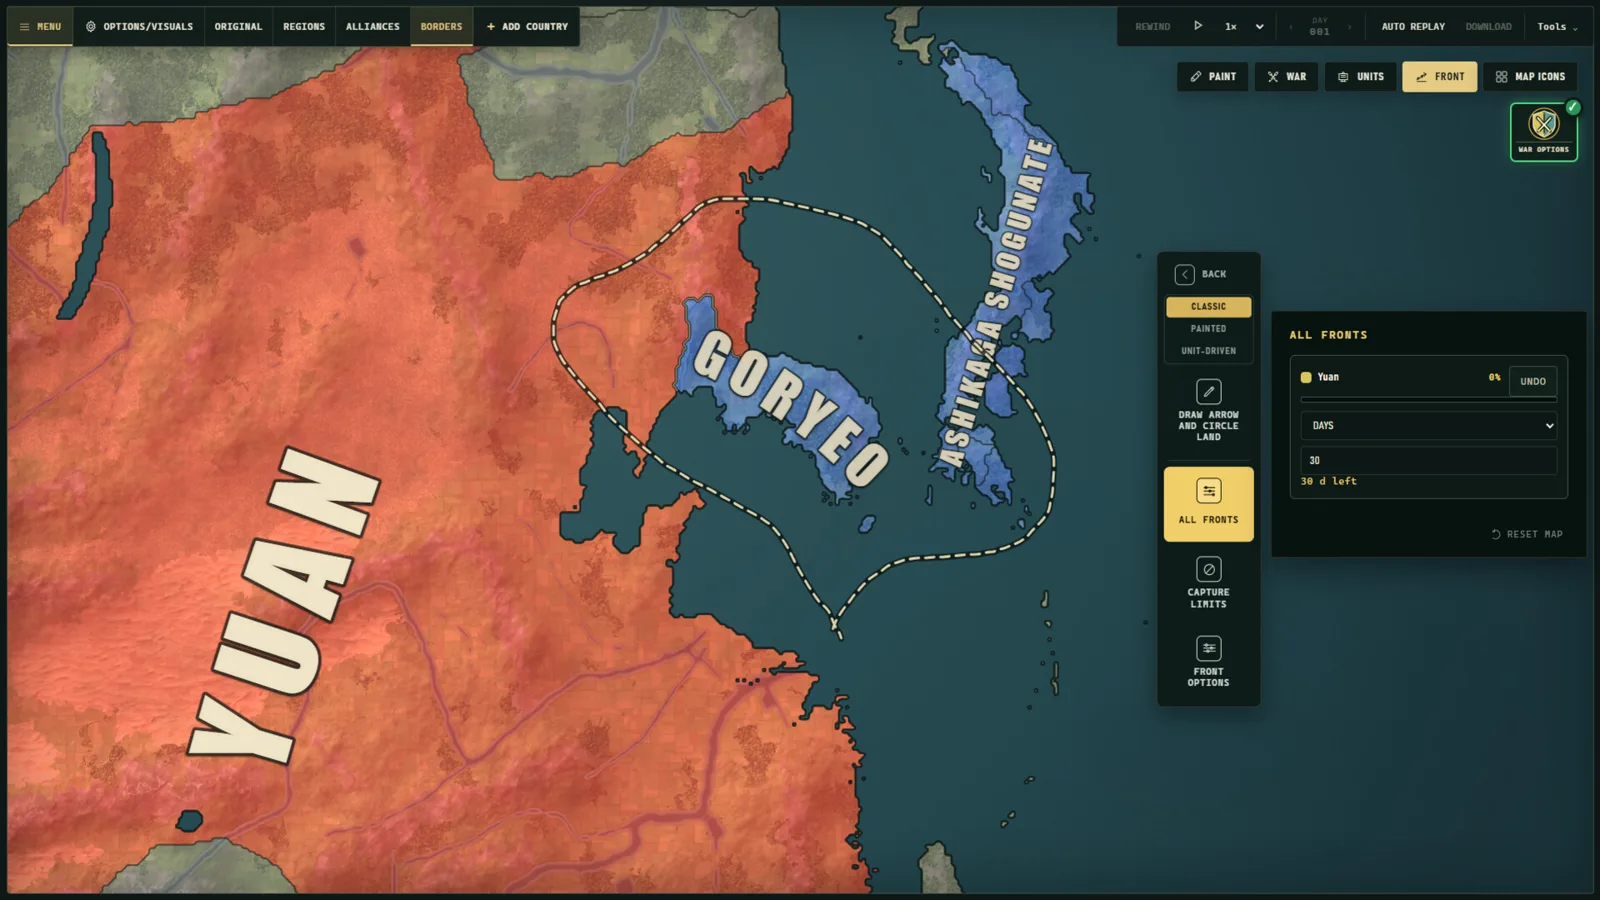 MENU
OPTIONS/VISUALS
ORIGINAL
REGIONS
ALLIANCES
BORDERS
+ ADD COUNTRY
REWIND
1×
DAY
001
AUTO REPLAY
DOWNLOAD
Tools
PAINT
WAR
UNITS
FRONT
MAP ICONS
WAR OPTIONS
ASHIKAGA SHOGUNATE
GORYEO
YUAN
BACK
CLASSIC
PAINTED
UNIT-DRIVEN
DRAW ARROW
AND CIRCLE
LAND
ALL FRONTS
CAPTURE
LIMITS
FRONT
OPTIONS
ALL FRONTS
Yuan
0%
UNDO
DAYS
30
30 d left
RESET MAP